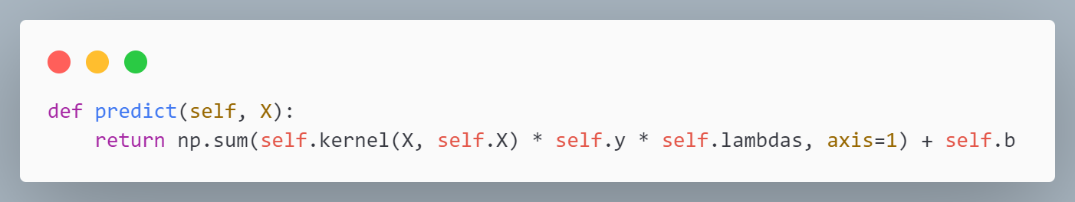 def predict(self, X):
    return np.sum(self.kernel(X, self.X) * self.y * self.lambdas, axis=1) + self.b